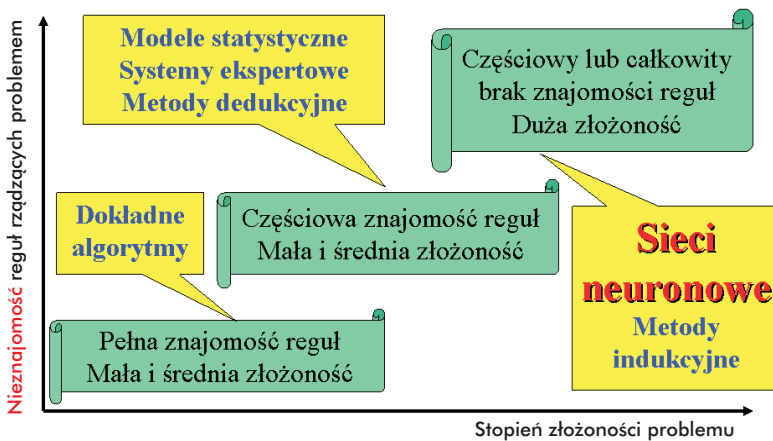 Nieznajomość reguł rządzących problemem
Modele statystyczne
Systemy ekspertowe
Metody dedukcyjne
Częściowy lub całkowity
brak znajomości reguł
Duża złożoność
Dokładne
algorytmy
Częściowa znajomość reguł
Mała i średnia złożoność
Sieci
neuronowe
Metody
indukcyjne
Pełna znajomość reguł
Mała i średnia złożoność
Stopień złożoności problemu